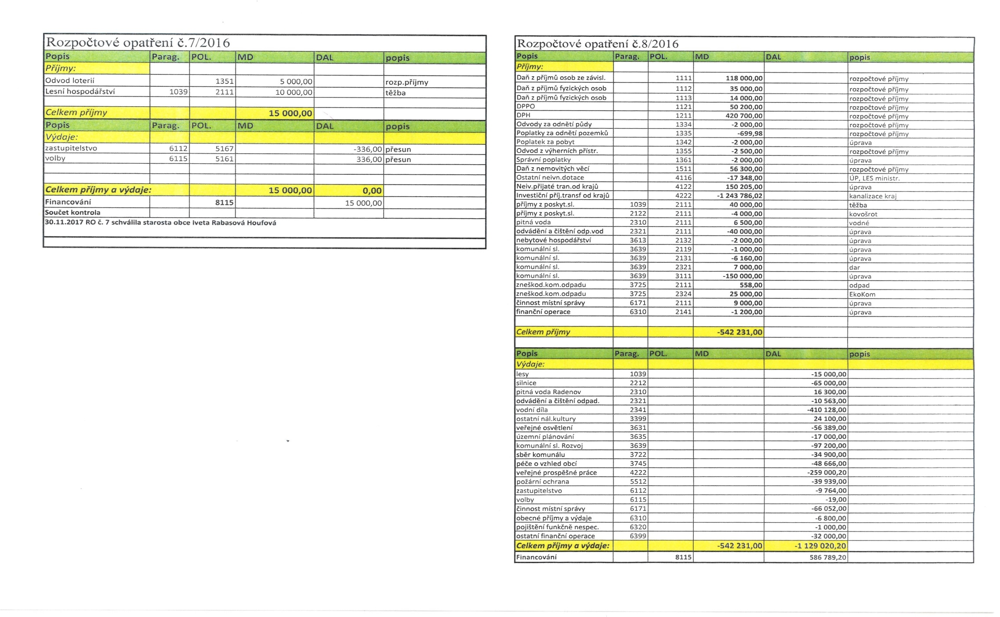 Rozpočtové opatření č.7/2016
Popis Parag. POL. MD DAL popis
Příjmy:
Odvod loterií 1351 5 000,00 rozp.příjmy
Lesní hospodářství 1039 2111 10 000,00 těžba
Celkem příjmy 15 000,00
Popis Parag. POL. MD DAL popis
Výdaje:
zastupitelstvo 6112 5167 -336,00 přesun
volby 6115 5161 336,00 přesun
Celkem příjmy a výdaje: 15 000,00 0,00
Financování 8115 15 000,00
Součet kontrola
30.11.2017 RO č. 7 schválila starosta obce Iveta Rabasová Houfová
Rozpočtové opatření č.8/2016
Popis Parag. POL. MD DAL popis
Příjmy:
Daň z příjmů osob ze závisl. 1111 118 000,00 rozpočtové příjmy
Daň z příjmů fyzických osob 1112 35 000,00 rozpočtové příjmy
Daň z příjmů fyzických osob 1113 14 000,00 rozpočtové příjmy
DPPO 1121 50 200,00 rozpočtové příjmy
DPH 1211 420 700,00 rozpočtové příjmy
Odvody za odnětí půdy 1334 -2 000,00 rozpočtové příjmy
Poplatky za odnětí pozemků 1335 -699,98 rozpočtové příjmy
Poplatek za pobyt 1342 -2 000,00 úprava
Odvod z výherních přístr. 1355 -2 500,00 rozpočtové příjmy
Správní poplatky 1361 -2 000,00 úprava
Daň z nemovitých věcí 1511 56 300,00 rozpočtové příjmy
Ostatní neivn.dotace 4116 -17 348,00 ÚP, LES ministr.
Neiv.přijaté tran.od krajů 4122 150 205,00 úprava
Investiční příj.transf od krajů 4222 -1 243 786,02 kanalizace kraj
příjmy z poskyt.sl. 1039 2111 40 000,00 těžba
příjmy z poskyt.sl. 2122 2111 -4 000,00 kovošrot
pitná voda 2310 2111 6 500,00 vodné
odvádění a čištění odp.vod 2321 2111 -40 000,00 úprava
nebytové hospodářství 3613 2132 -2 000,00 úprava
komunální sl. 3639 2119 -1 000,00 úprava
komunální sl. 3639 2131 -6 160,00 úprava
komunální sl. 3639 2321 7 000,00 dar
komunální sl. 3639 3111 -150 000,00 úprava
zneškod.kom.odpadu 3725 2111 558,00 odpad
zneškod.kom.odpadu 3725 2324 25 000,00 EkoKom
činnost místní správy 6171 2111 9 000,00 úprava
finanční operace 6310 2141 -1 200,00 úprava
Celkem příjmy -542 231,00
Popis Parag. POL. MD DAL popis
Výdaje:
lesy 1039 -15 000,00
silnice 2212 -65 000,00
pitná voda Radenov 2310 16 300,00
odvádění a čištění odpad. 2321 -10 563,00
vodní díla 2341 -410 128,00
ostatní nál.kultury 3399 24 100,00
veřejné osvětlení 3631 -56 389,00
územní plánování 3635 -17 000,00
komunální sl. Rozvoj 3639 -97 200,00
sběr komunálu 3722 -34 900,00
péče o vzhled obcí 3745 -48 666,00
veřejné prospěšné práce 4222 -259 000,20
požární ochrana 5512 -39 939,00
zastupitelstvo 6112 -9 764,00
volby 6115 -19,00
činnost místní správy 6171 -66 052,00
obecné příjmy a výdaje 6310 -6 800,00
pojištění funkčně nespec. 6320 -1 000,00
ostatní finanční operace 6399 -32 000,00
Celkem příjmy a výdaje: -542 231,00 -1 129 020,20
Financování 8115 586 789,20